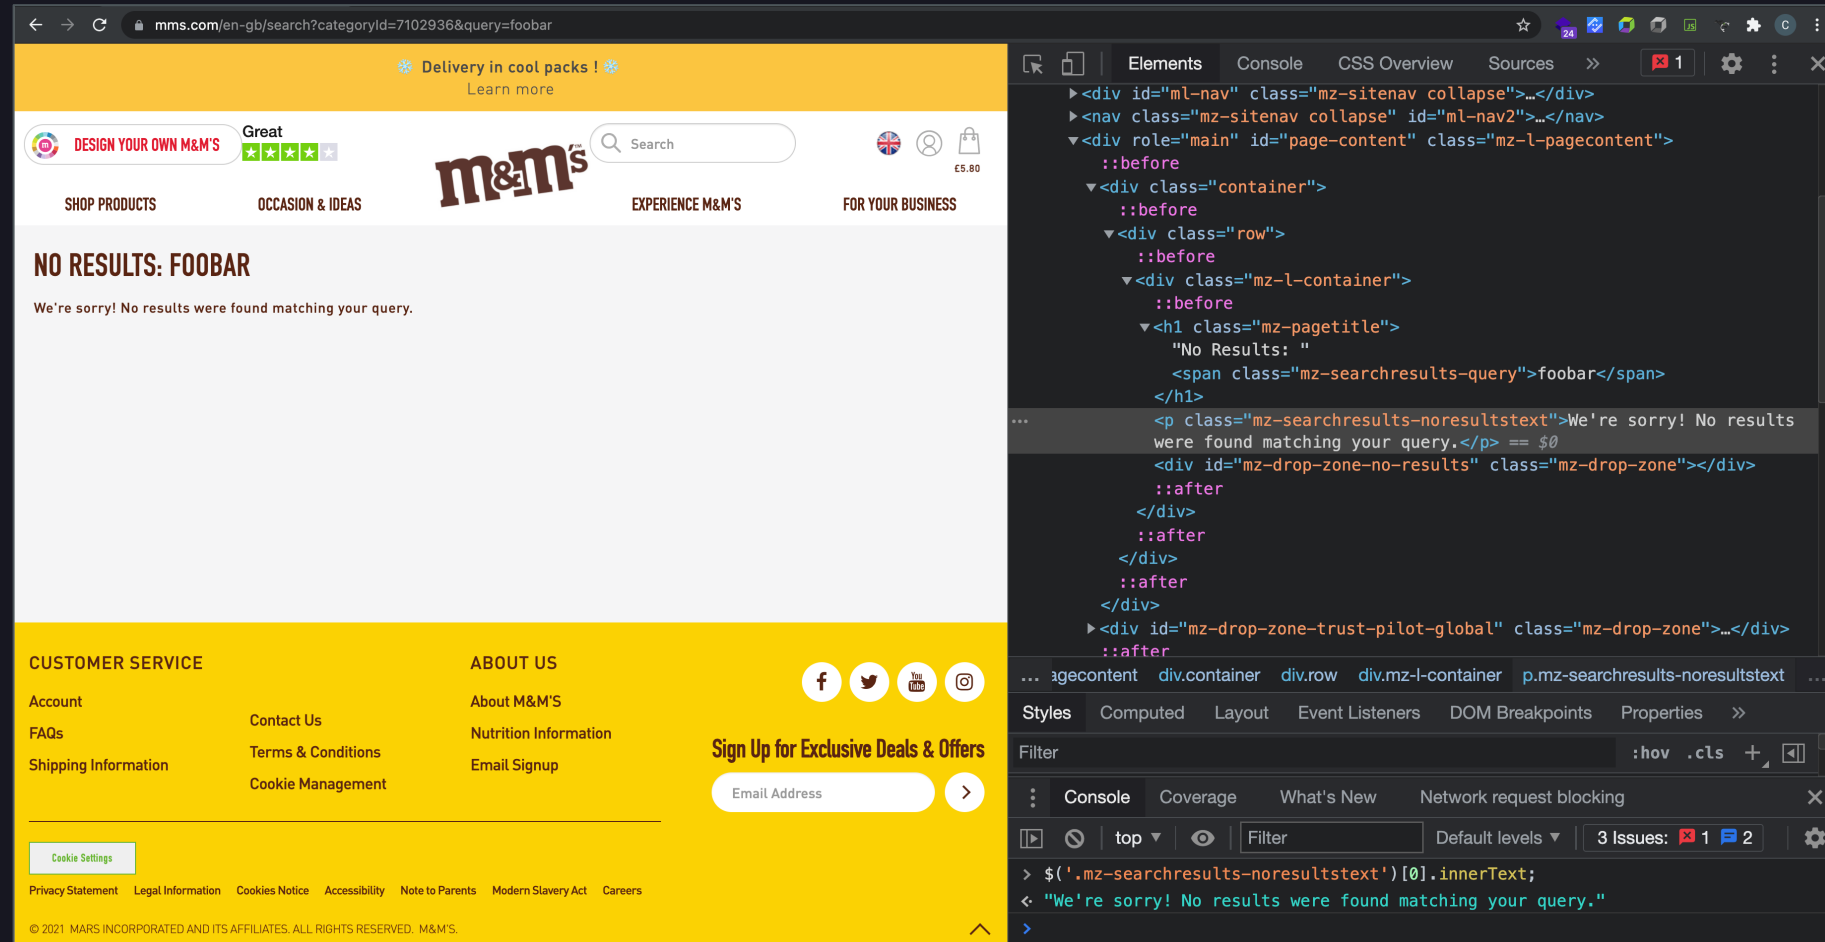 mms.com/en-gb/search?categoryId=7102936&query=foobar
24
JS
C
Delivery in cool packs !
Learn more
DESIGN YOUR OWN M&M'S
Great
m&m's
Search
£5.80
SHOP PRODUCTS
OCCASION & IDEAS
EXPERIENCE M&M'S
FOR YOUR BUSINESS
NO RESULTS: FOOBAR
We're sorry! No results were found matching your query.
CUSTOMER SERVICE
Account
FAQs
Shipping Information
Contact Us
Terms & Conditions
Cookie Management
ABOUT US
About M&M'S
Nutrition Information
Email Signup
You Tube
Sign Up for Exclusive Deals & Offers
Email Address
Cookie Settings
Privacy Statement Legal Information Cookies Notice Accessibility Note to Parents Modern Slavery Act Careers
© 2021 MARS INCORPORATED AND ITS AFFILIATES. ALL RIGHTS RESERVED. M&M'S.
Elements Console CSS Overview Sources » 1
<div id="ml-nav" class="mz-sitenav collapse">…</div>
<nav class="mz-sitenav collapse" id="ml-nav2">…</nav>
<div role="main" id="page-content" class="mz-l-pagecontent">
::before
<div class="container">
::before
<div class="row">
::before
<div class="mz-l-container">
::before
<h1 class="mz-pagetitle">
"No Results: "
<span class="mz-searchresults-query">foobar</span>
</h1>
<p class="mz-searchresults-noresultstext">We're sorry! No results
were found matching your query.</p> == $0
<div id="mz-drop-zone-no-results" class="mz-drop-zone"></div>
::after
</div>
::after
</div>
::after
</div>
<div id="mz-drop-zone-trust-pilot-global" class="mz-drop-zone">…</div>
::after
... agecontent div.container div.row div.mz-l-container p.mz-searchresults-noresultstext ...
Styles Computed Layout Event Listeners DOM Breakpoints Properties »
Filter :hov .cls +
Console Coverage What's New Network request blocking
top Filter Default levels 3 Issues: 1 2
$('.mz-searchresults-noresultstext')[0].innerText;
"We're sorry! No results were found matching your query."